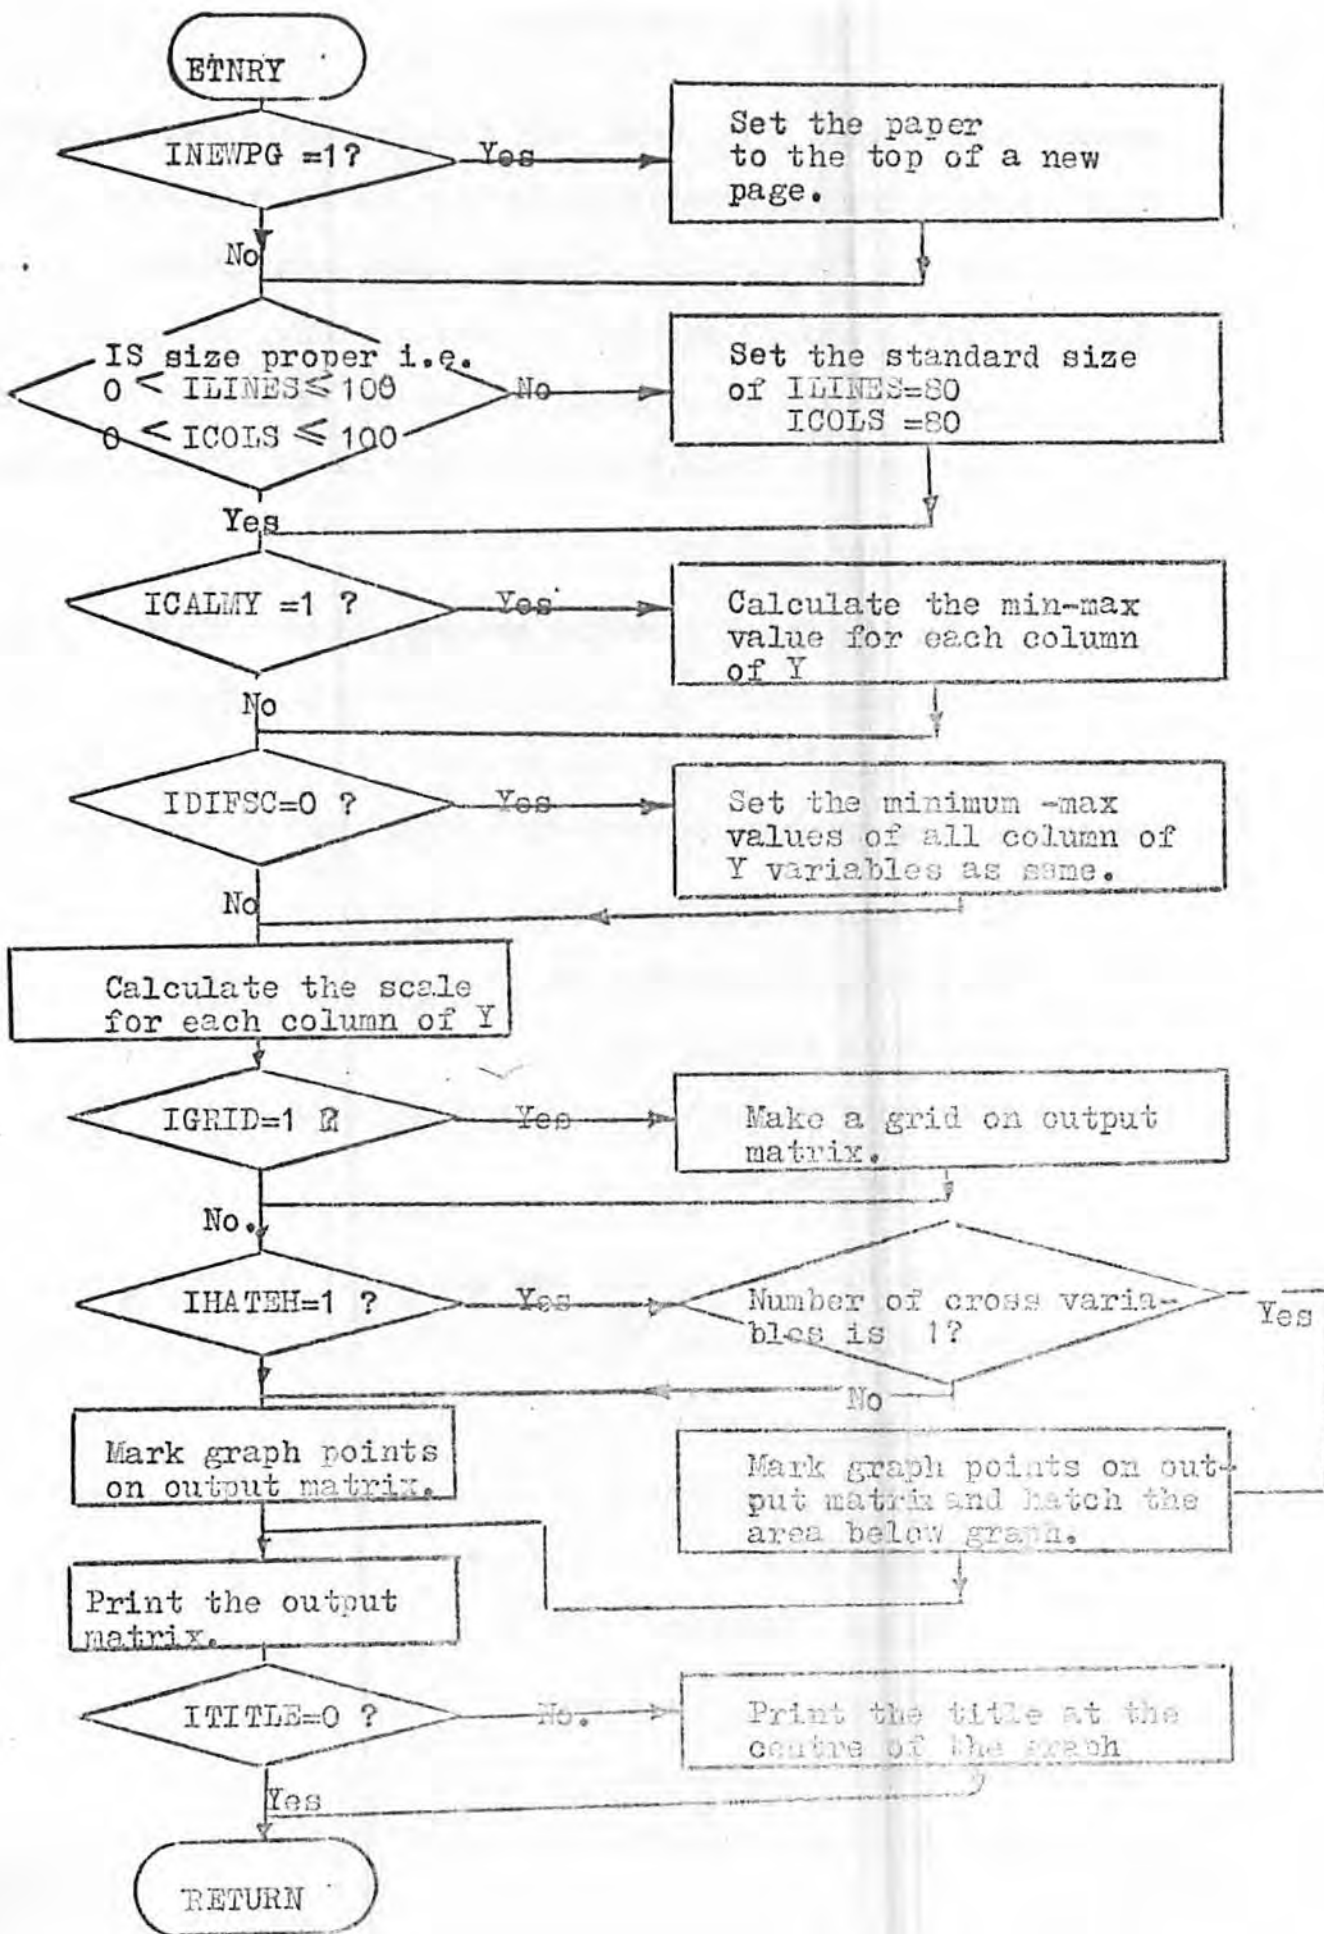 ETNRY
INEWPG =1?
Yes
Set the paper
to the top of a new
page.
No
IS size proper i.e.
0 < ILINES ≤ 100
0 < ICOLS ≤ 100
No
Set the standard size
of ILINES=80
ICOLS =80
Yes
ICALMY =1 ?
Yes
Calculate the min-max
value for each column
of Y
No
IDIFSC=0 ?
Yes
Set the minimum -max
values of all column of
Y variables as same.
No
Calculate the scale
for each column of Y
IGRID=1 ?
Yes
Make a grid on output
matrix.
No.
IHATEH=1 ?
Yes
Number of cross varia-
bles is 1?
Yes
No
Mark graph points
on output matrix.
Mark graph points on out-
put matrix and hatch the
area below graph.
Print the output
matrix.
ITITLE=0 ?
No.
Print the title at the
centre of the graph
Yes
RETURN